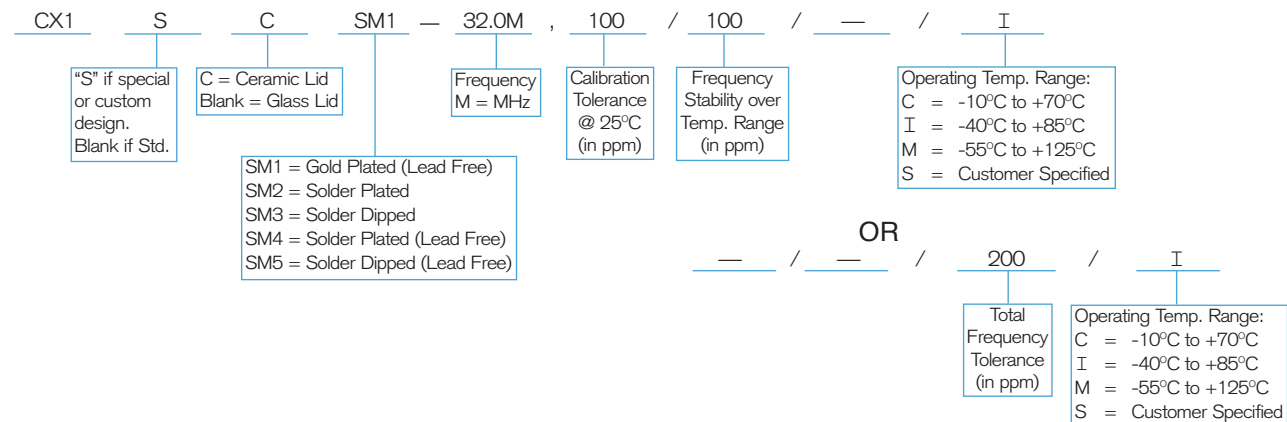 CX1 S C SM1 — 32.0M , 100 / 100 / — / I
“S” if special
or custom
design.
Blank if Std.
C = Ceramic Lid
Blank = Glass Lid
SM1 = Gold Plated (Lead Free)
SM2 = Solder Plated
SM3 = Solder Dipped
SM4 = Solder Plated (Lead Free)
SM5 = Solder Dipped (Lead Free)
Frequency
M = MHz
Calibration
Tolerance
@ 25°C
(in ppm)
Frequency
Stability over
Temp. Range
(in ppm)
Operating Temp. Range:
C = -10°C to +70°C
I = -40°C to +85°C
M = -55°C to +125°C
S = Customer Specified
OR
— / — / 200 / I
Total
Frequency
Tolerance
(in ppm)
Operating Temp. Range:
C = -10°C to +70°C
I = -40°C to +85°C
M = -55°C to +125°C
S = Customer Specified